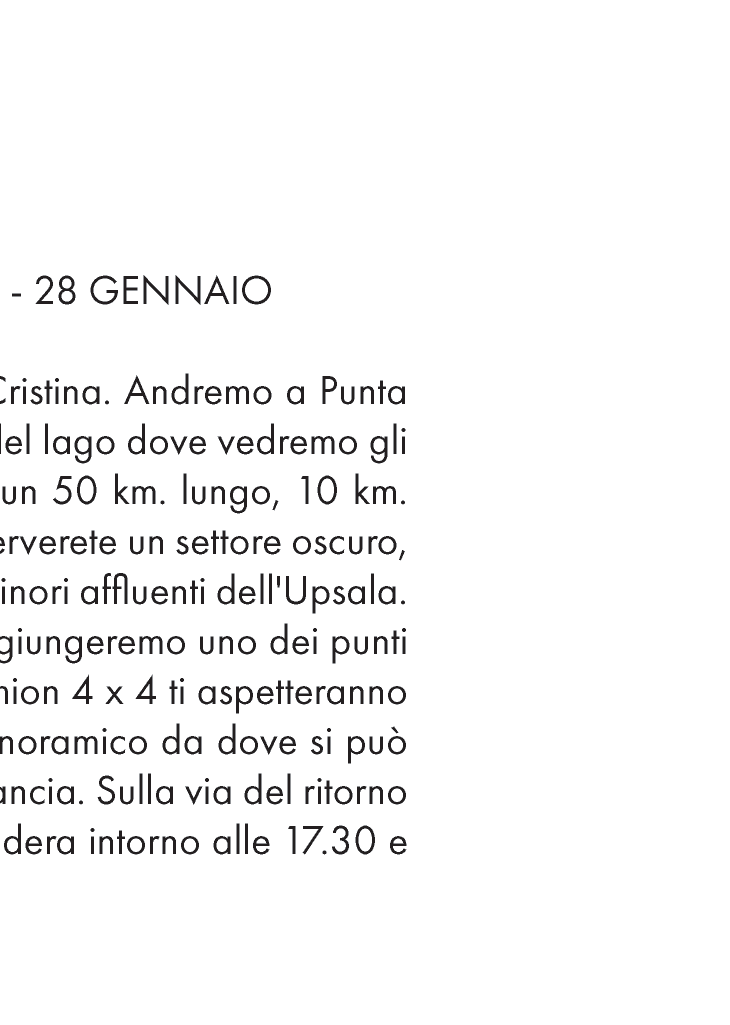 - 28 GENNAIO
Cristina. Andremo a Punta
del lago dove vedremo gli
un 50 km. lungo, 10 km.
erverete un settore oscuro,
inori affluenti dell'Upsala.
giungeremo uno dei punti
nion 4 x 4 ti aspetteranno
noramico da dove si può
ancia. Sulla via del ritorno
dera intorno alle 17.30 e